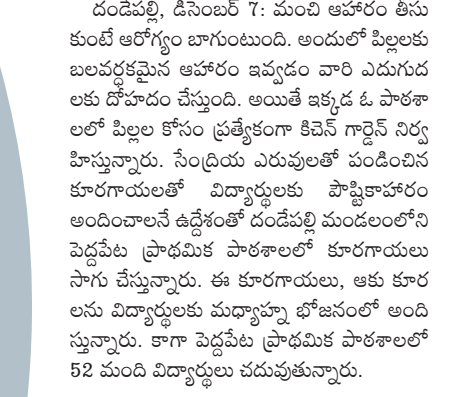 దండేపల్లి, డిసెంబర్ 7: మంచి ఆహారం తీసు
కుంటే ఆరోగ్యం బాగుంటుంది. అందులో పిల్లలకు
బలవర్ధకమైన ఆహారం ఇవ్వడం వారి ఎదుగుద
లకు దోహదం చేస్తుంది. అయితే ఇక్కడ ఓ పాఠశా
లలో పిల్లల కోసం ప్రత్యేకంగా కిచెన్ గార్డెన్ నిర్వ
హిస్తున్నారు. సేంద్రియ ఎరువులతో పండించిన
కూరగాయలతో విద్యార్థులకు పౌష్టికాహారం
అందించాలనే ఉద్దేశంతో దండేపల్లి మండలంలోని
పెద్దపేట ప్రాథమిక పాఠశాలలో కూరగాయలు
సాగు చేస్తున్నారు. ఈ కూరగాయలు, ఆకు కూర
లను విద్యార్థులకు మధ్యాహ్న భోజనంలో అంది
స్తున్నారు. కాగా పెద్దపేట ప్రాథమిక పాఠశాలలో
52 మంది విద్యార్థులు చదువుతున్నారు.